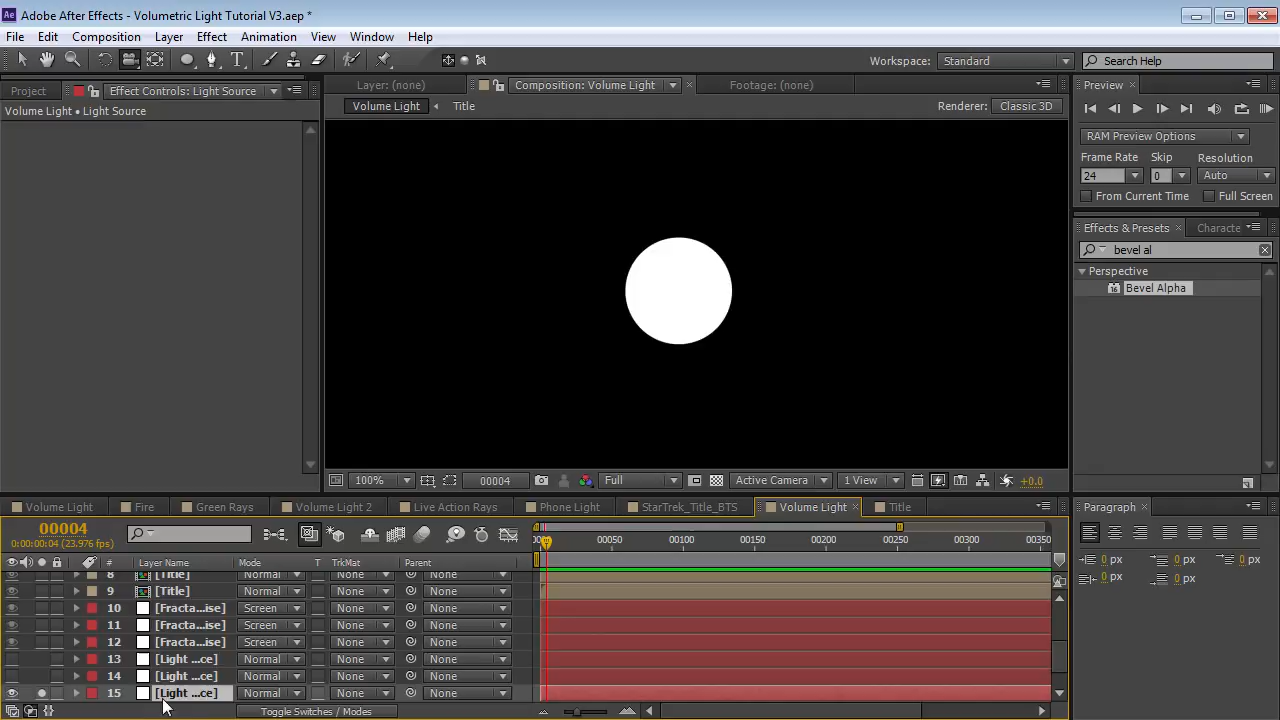 Adobe After Effects - Volumetric Light Tutorial V3.aep *
File Edit Composition Layer Effect Animation View Window Help
Workspace: Standard Search Help
Project Effect Controls: Light Source
Volume Light • Light Source
Layer: (none) Composition: Volume Light Footage: (none)
Volume Light Title Renderer: Classic 3D
Preview
RAM Preview Options
Frame Rate Skip Resolution
24 0 Auto
From Current Time Full Screen
Effects & Presets Characte
bevel al
Perspective
16 Bevel Alpha
100% 00004 Full Active Camera 1 View +0.0
Volume Light Fire Green Rays Volume Light 2 Live Action Rays Phone Light StarTrek_Title_BTS Volume Light Title
Paragraph
00004
0:00:00:04 (23.976 fps)
00050 00100 00150 00200 00250 00300 00350
# Layer Name Mode T TrkMat Parent
8 [Title] Normal None None
9 [Title] Normal None None
10 [Fracta...ise] Screen None None
11 [Fracta...ise] Screen None None
12 [Fracta...ise] Screen None None
13 [Light ...ce] Normal None None
14 [Light ...ce] Normal None None
15 [Light ...ce] Normal None None
Toggle Switches / Modes
0 px 0 px 0 px
0 px 0 px